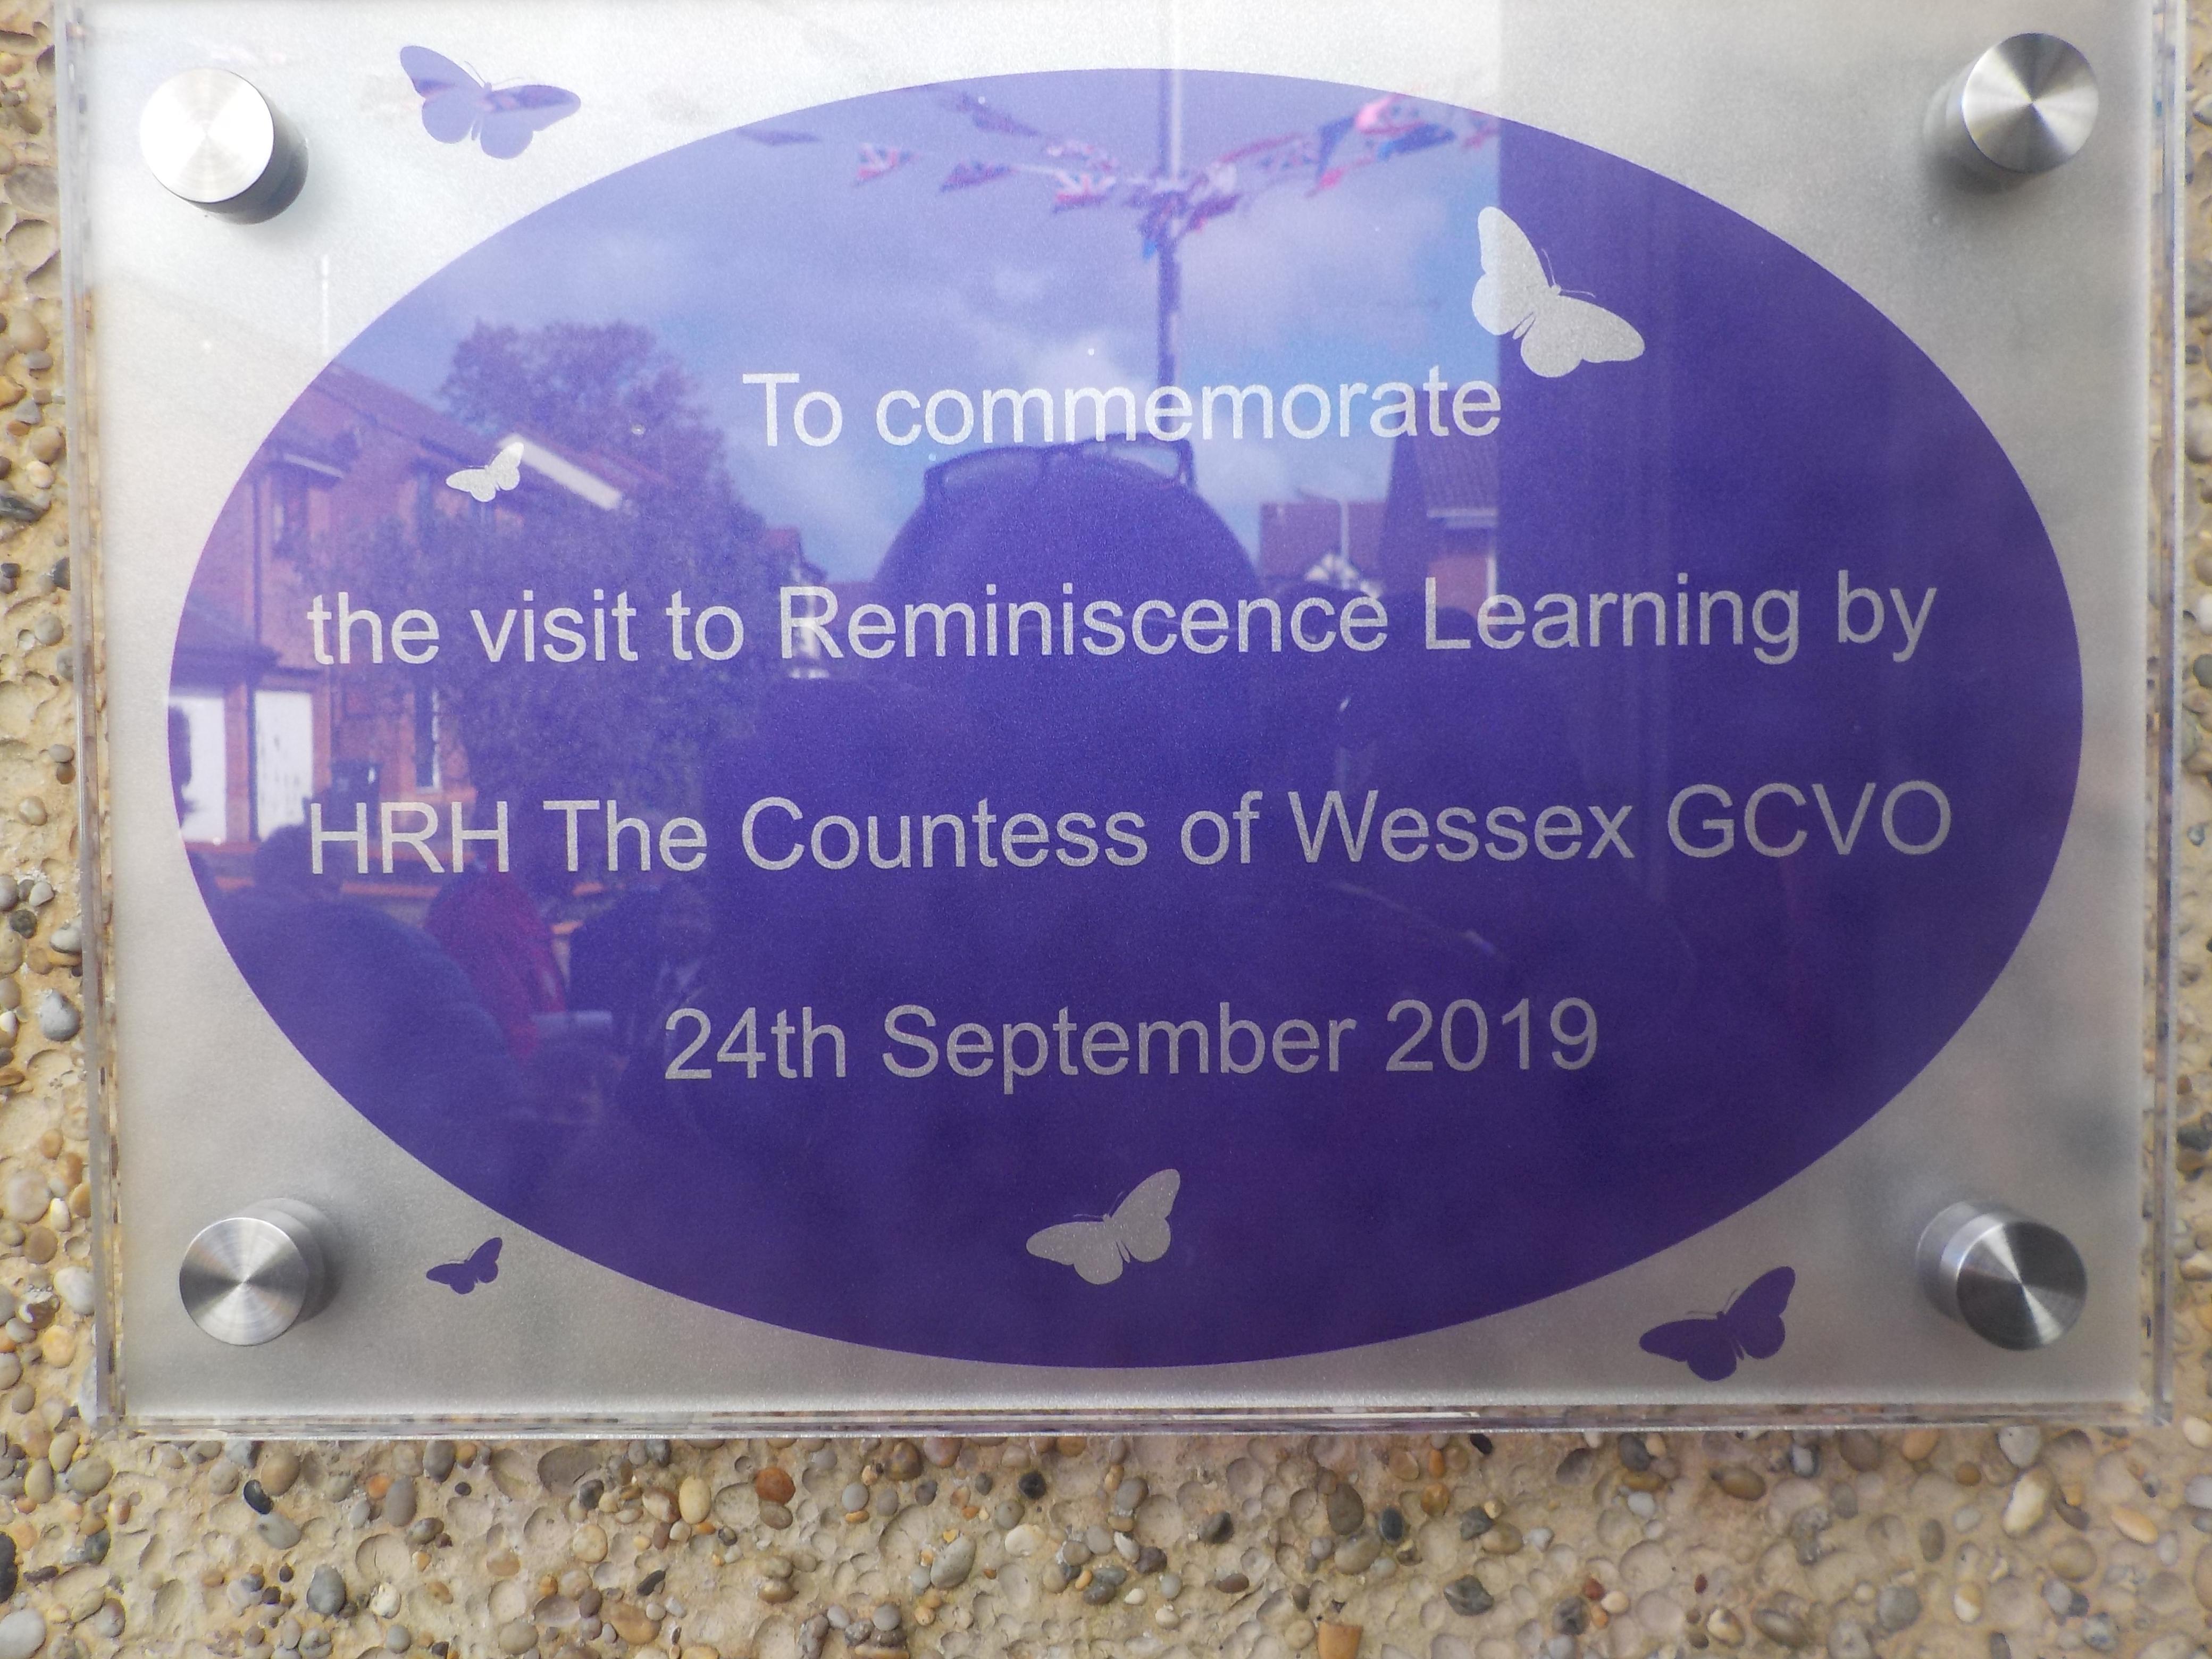 To commemorate
the visit to Reminiscence Learning by
HRH The Countess of Wessex GCVO
24th September 2019